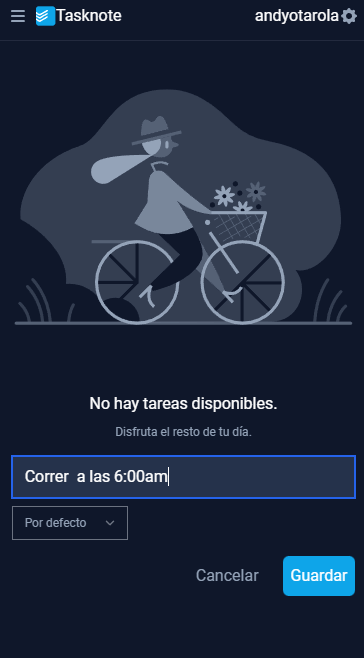 Tasknote
andyotarola
No hay tareas disponibles.
Disfruta el resto de tu día.
Correr  a las 6:00am
Por defecto
Cancelar
Guardar